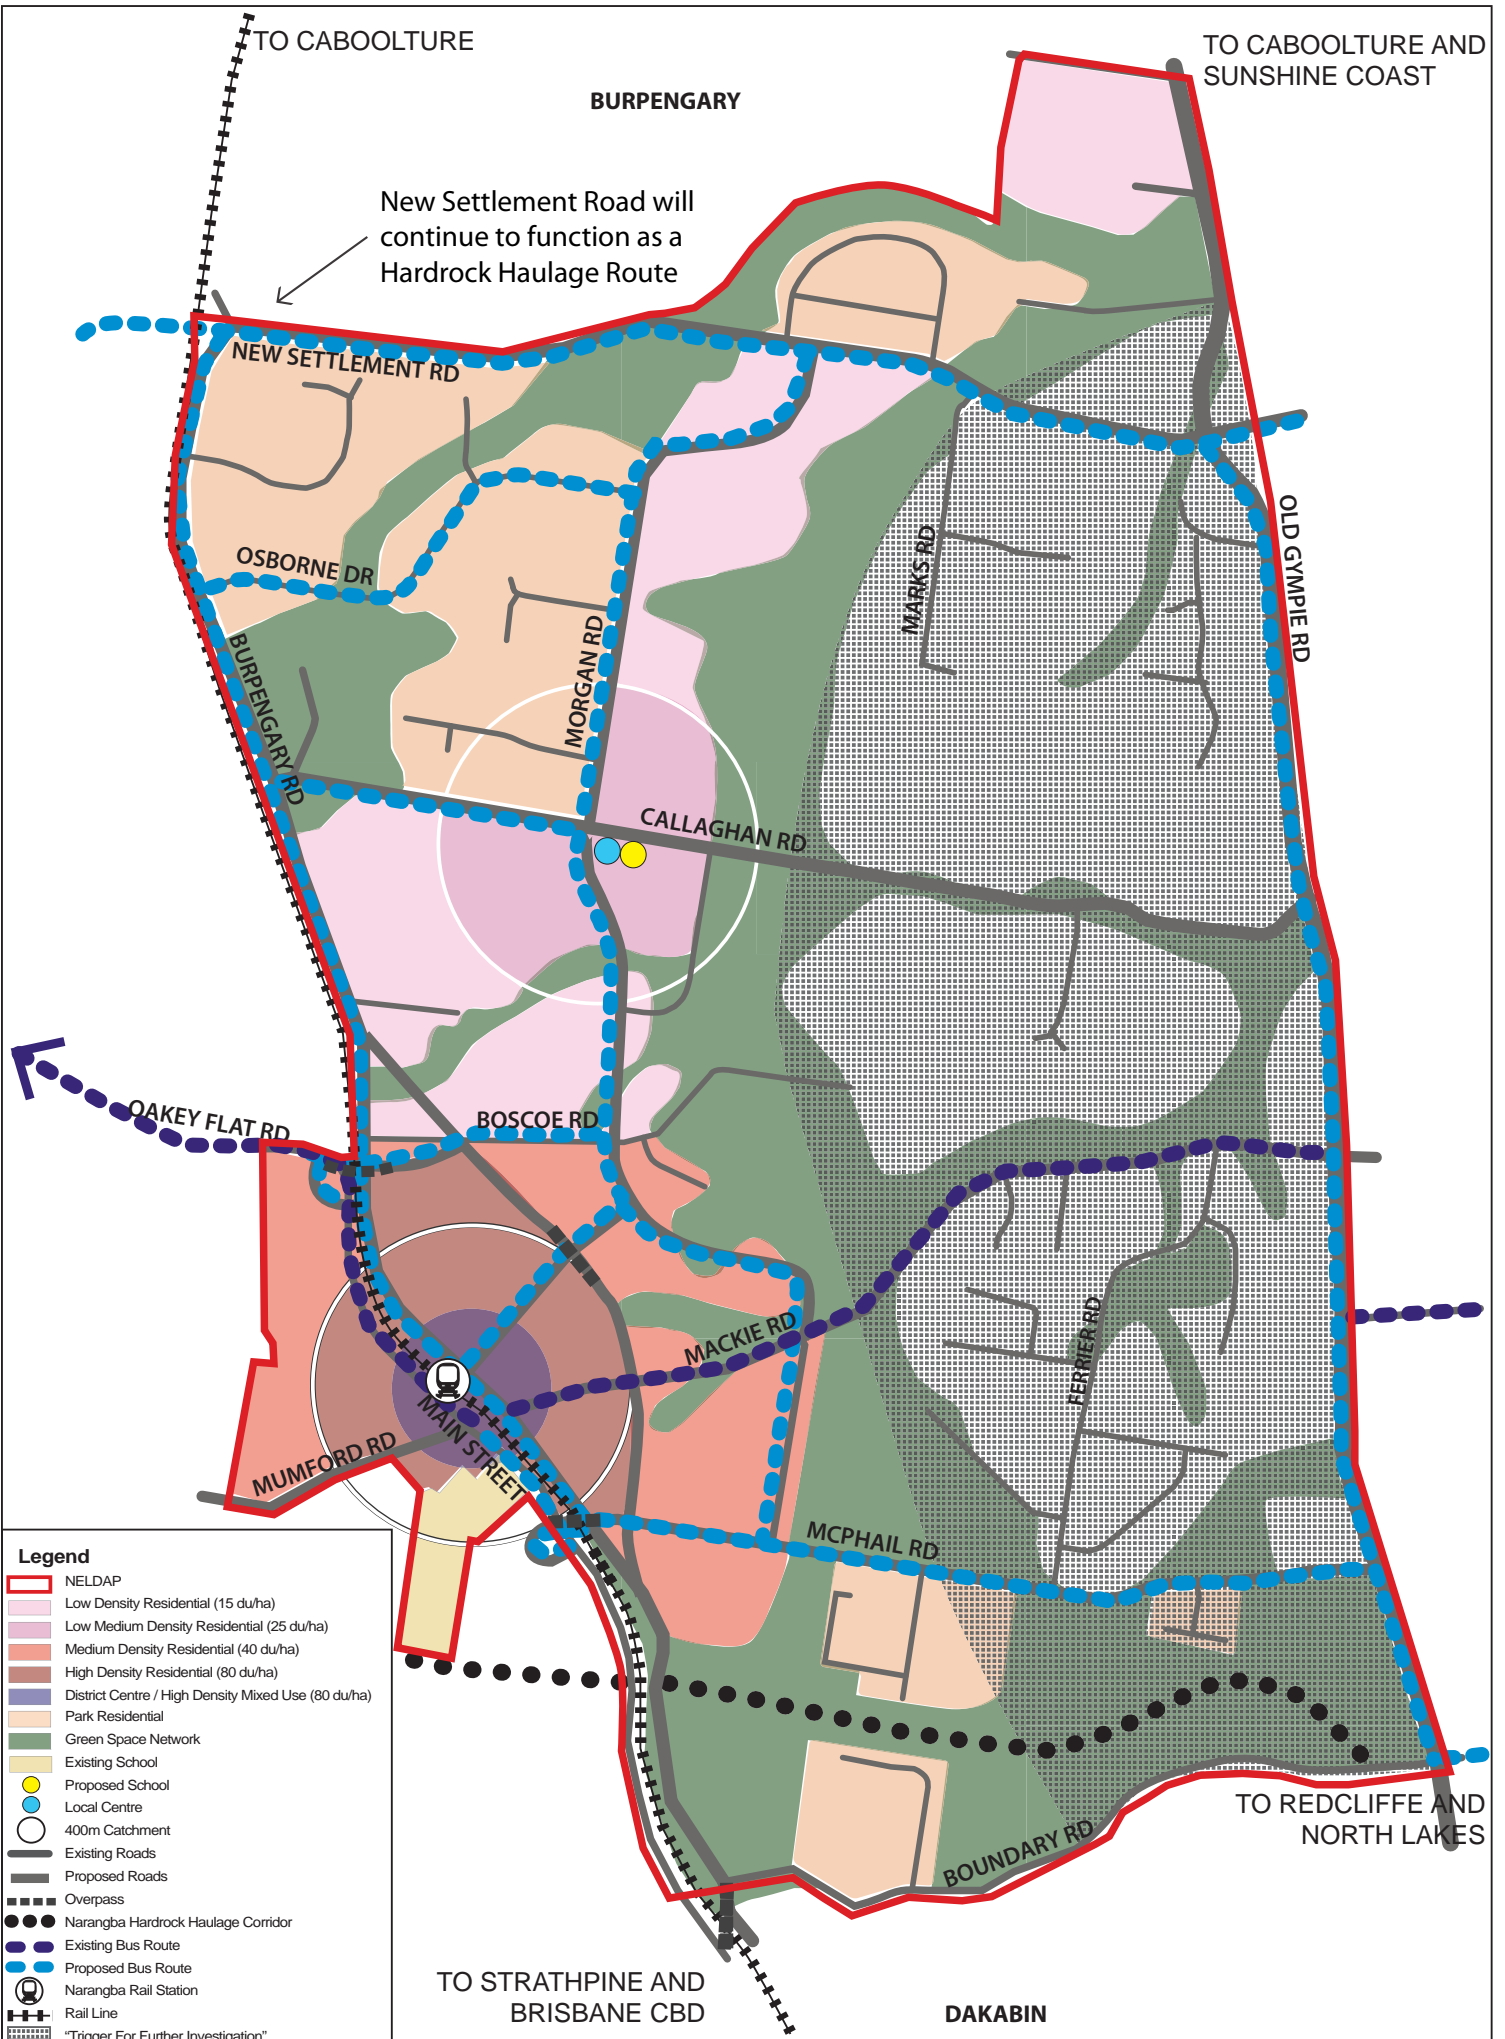 TO CABOOLTURE
TO CABOOLTURE AND
SUNSHINE COAST
BURPENGARY
New Settlement Road will
continue to function as a
Hardrock Haulage Route
NEW SETTLEMENT RD
OSBORNE DR
MARKS RD
OLD GYMPIE RD
BURPENGARY RD
MORGAN RD
CALLAGHAN RD
OAKEY FLAT RD
BOSCOE RD
MACKIE RD
FERRIER RD
MAIN STREET
MUMFORD RD
MCPHAIL RD
BOUNDARY RD
TO REDCLIFFE AND
NORTH LAKES
TO STRATHPINE AND
BRISBANE CBD
DAKABIN
Legend
NELDAP
Low Density Residential (15 du/ha)
Low Medium Density Residential (25 du/ha)
Medium Density Residential (40 du/ha)
High Density Residential (80 du/ha)
District Centre / High Density Mixed Use (80 du/ha)
Park Residential
Green Space Network
Existing School
Proposed School
Local Centre
400m Catchment
Existing Roads
Proposed Roads
Overpass
Narangba Hardrock Haulage Corridor
Existing Bus Route
Proposed Bus Route
Narangba Rail Station
Rail Line
"Trigger For Further Investigation"